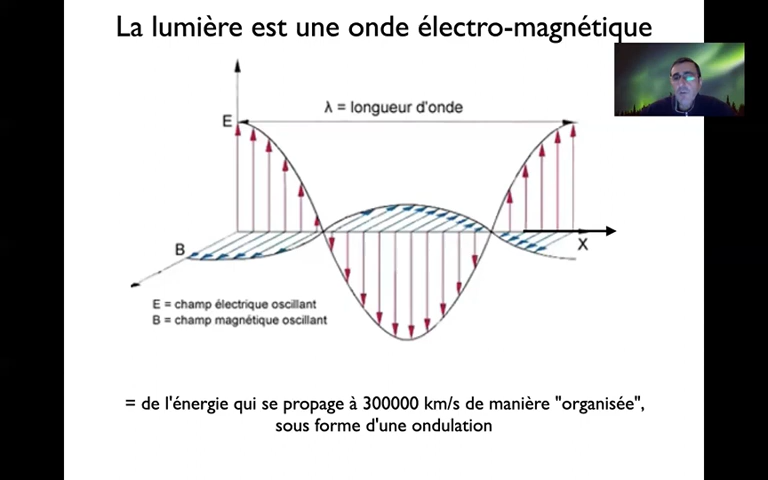 La lumière est une onde électro-magnétique
λ = longueur d'onde
E
B
X
E = champ électrique oscillant
B = champ magnétique oscillant
= de l'énergie qui se propage à 300000 km/s de manière "organisée",
sous forme d'une ondulation